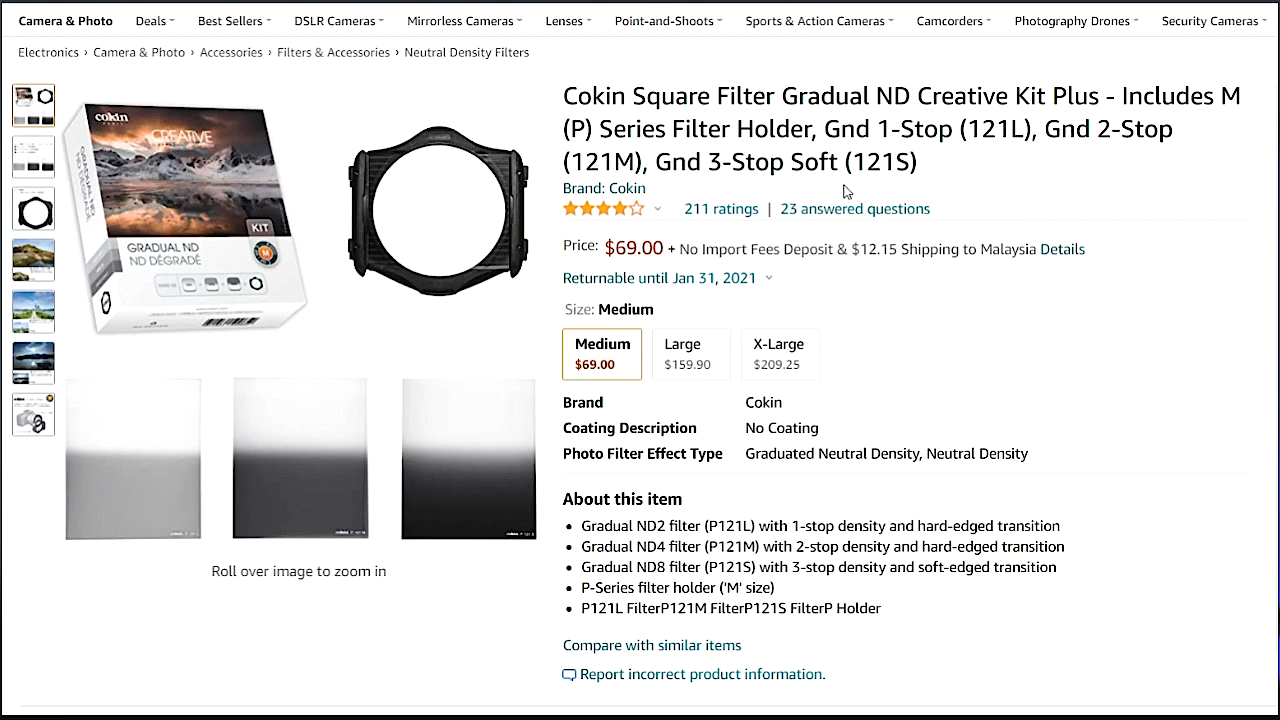 Camera & Photo Deals Best Sellers DSLR Cameras Mirrorless Cameras Lenses Point-and-Shoots Sports & Action Cameras Camcorders Photography Drones Security Cameras
Electronics › Camera & Photo › Accessories › Filters & Accessories › Neutral Density Filters
cokin
CREATIVE
KIT
GRADUAL ND
ND DÉGRADÉ
M
Roll over image to zoom in
Cokin Square Filter Gradual ND Creative Kit Plus - Includes M
(P) Series Filter Holder, Gnd 1-Stop (121L), Gnd 2-Stop
(121M), Gnd 3-Stop Soft (121S)
Brand: Cokin
211 ratings | 23 answered questions
Price: $69.00 + No Import Fees Deposit & $12.15 Shipping to Malaysia Details
Returnable until Jan 31, 2021
Size: Medium
Medium Large X-Large
$69.00 $159.90 $209.25
Brand Cokin
Coating Description No Coating
Photo Filter Effect Type Graduated Neutral Density, Neutral Density
About this item
• Gradual ND2 filter (P121L) with 1-stop density and hard-edged transition
• Gradual ND4 filter (P121M) with 2-stop density and hard-edged transition
• Gradual ND8 filter (P121S) with 3-stop density and soft-edged transition
• P-Series filter holder ('M' size)
• P121L FilterP121M FilterP121S FilterP Holder
Compare with similar items
Report incorrect product information.